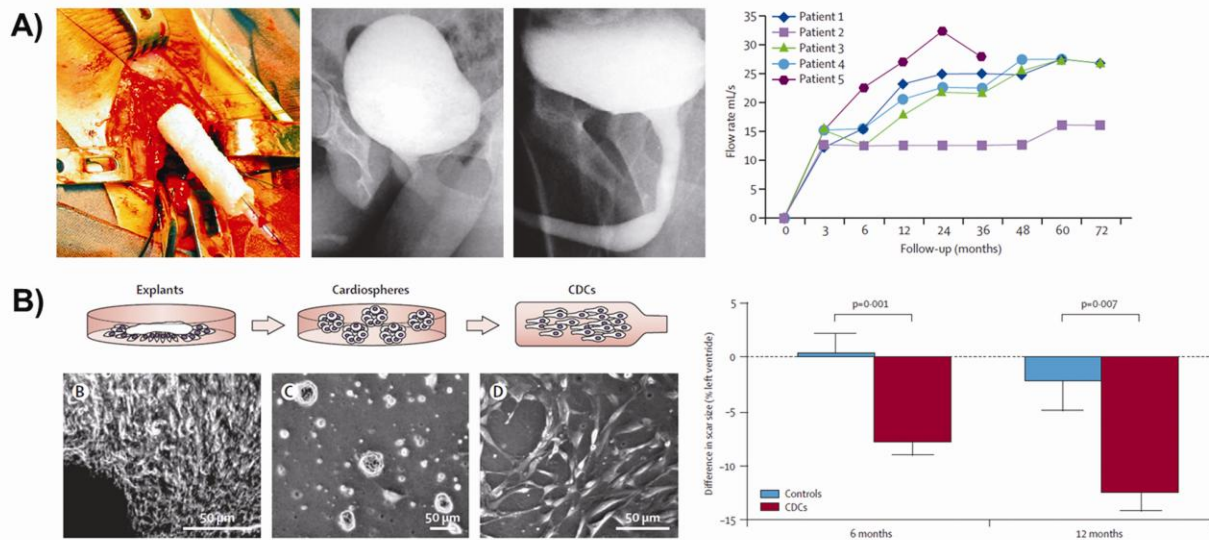 A)
Flow rate mL/s
35
30
25
20
15
10
5
0
Patient 1
Patient 2
Patient 3
Patient 4
Patient 5
0 3 6 12 24 36 48 60 72
Follow-up (months)
B)
Explants Cardiospheres CDCs
B C D
50 µm 50 µm 50 µm
Difference in scar size (% left ventride)
5
0
−5
−10
−15
p=0·001 p=0·007
Controls
CDCs
6 months 12 months